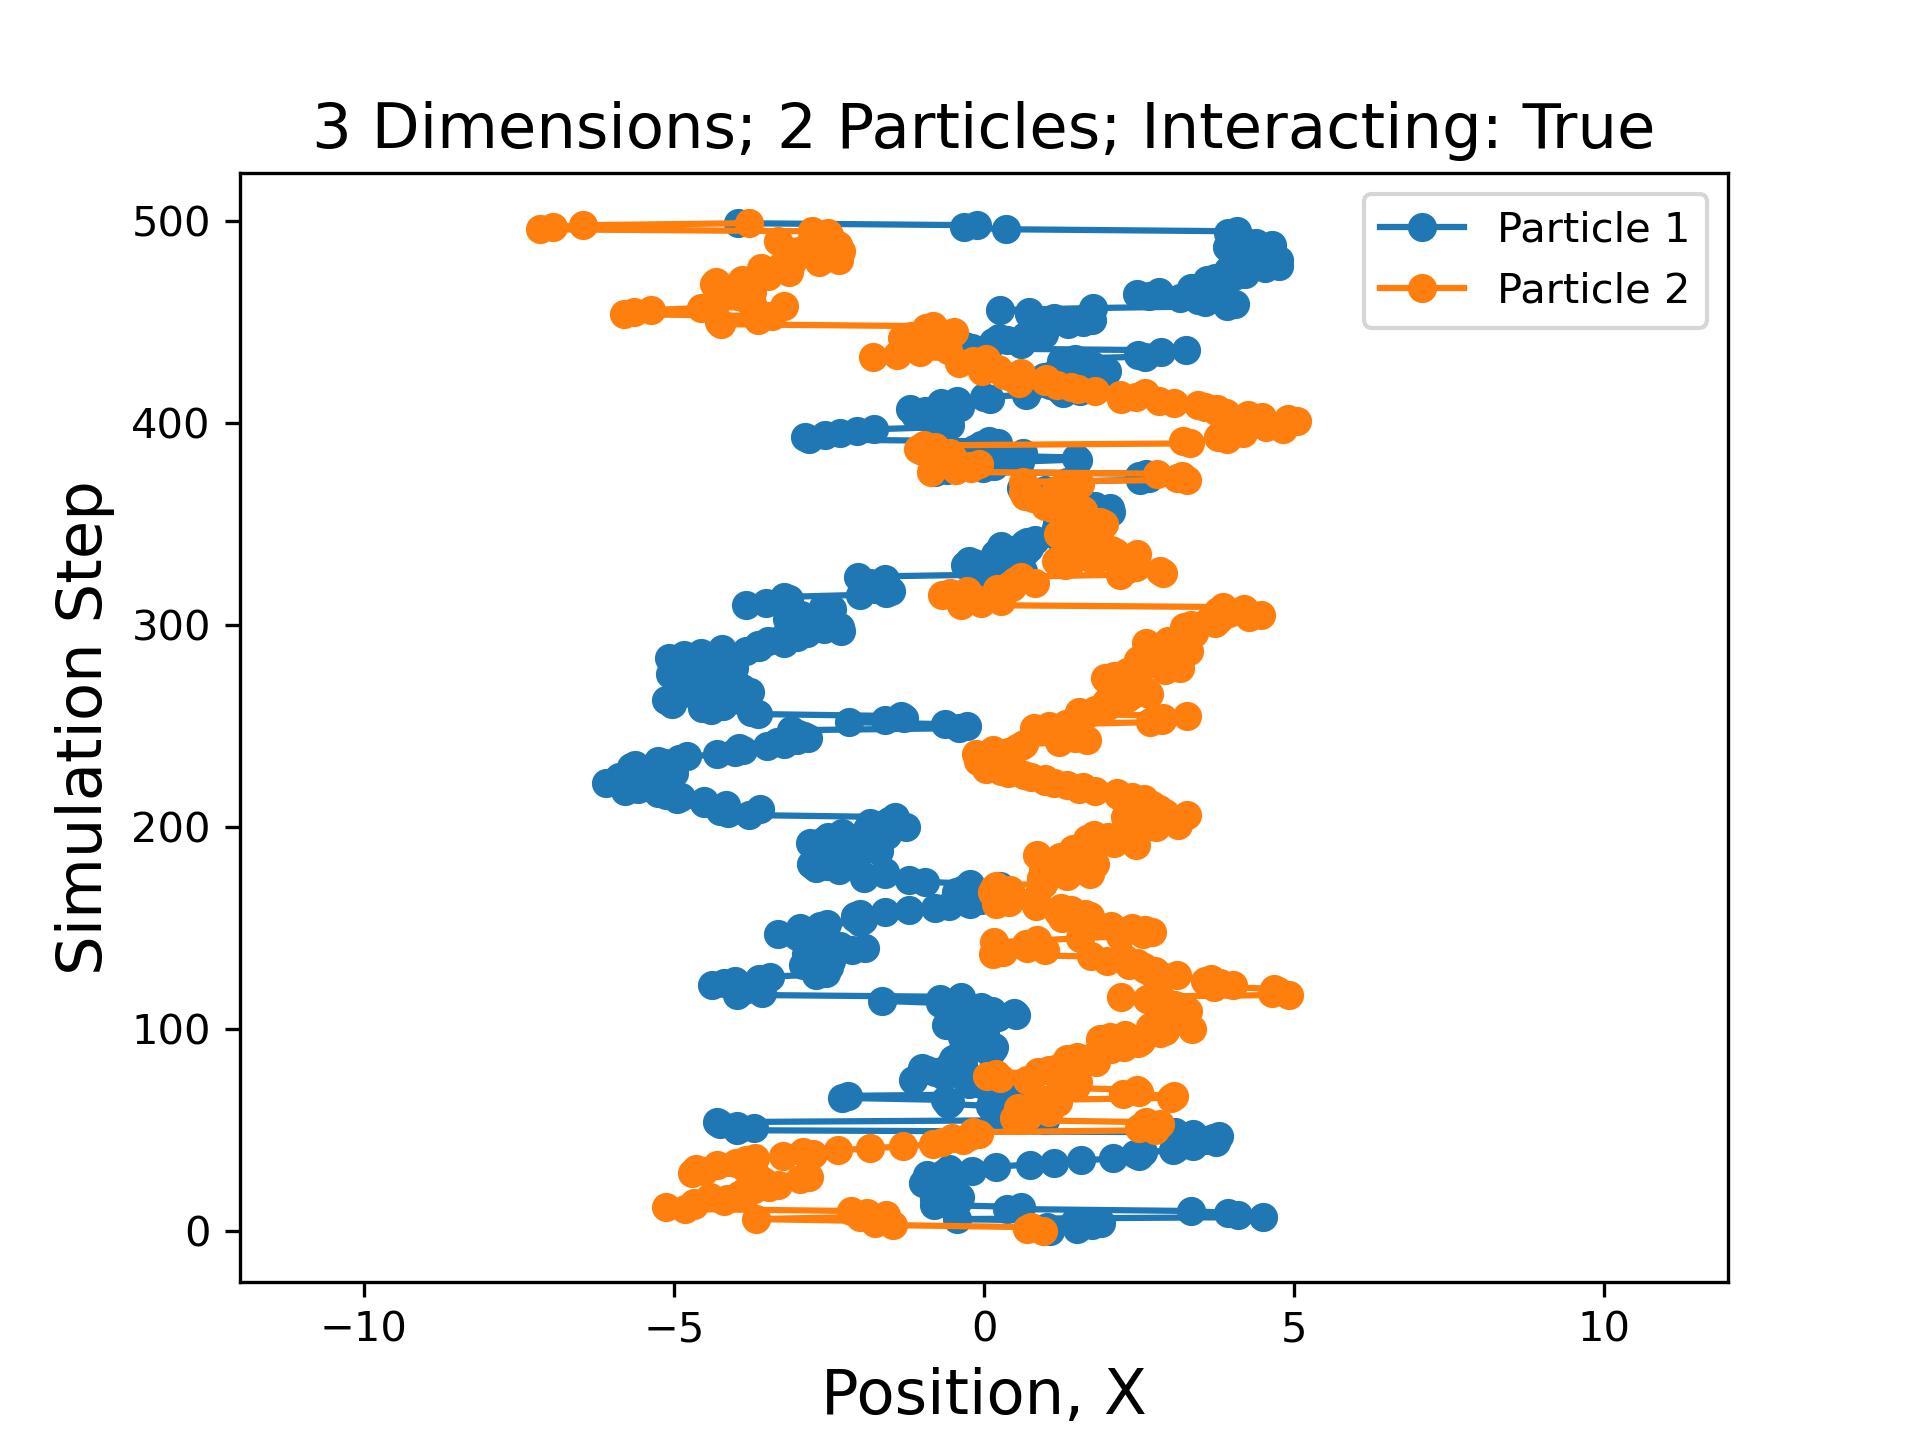 3 Dimensions; 2 Particles; Interacting: True
Particle 1
Particle 2
500
400
300
200
100
0
Simulation Step
−10
−5
0
5
10
Position, X